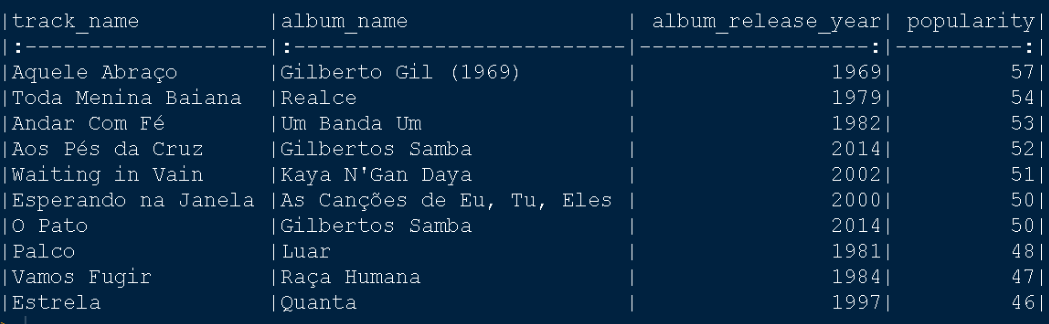 |track_name         |album_name                 | album_release_year| popularity|
|:------------------|:--------------------------|------------------:|----------:|
|Aquele Abraço      |Gilberto Gil (1969)        |               1969|         57|
|Toda Menina Baiana |Realce                     |               1979|         54|
|Andar Com Fé       |Um Banda Um                |               1982|         53|
|Aos Pés da Cruz    |Gilbertos Samba            |               2014|         52|
|Waiting in Vain    |Kaya N'Gan Daya            |               2002|         51|
|Esperando na Janela |As Canções de Eu, Tu, Eles |               2000|         50|
|O Pato             |Gilbertos Samba            |               2014|         50|
|Palco              |Luar                       |               1981|         48|
|Vamos Fugir        |Raça Humana                |               1984|         47|
|Estrela            |Quanta                     |               1997|         46|